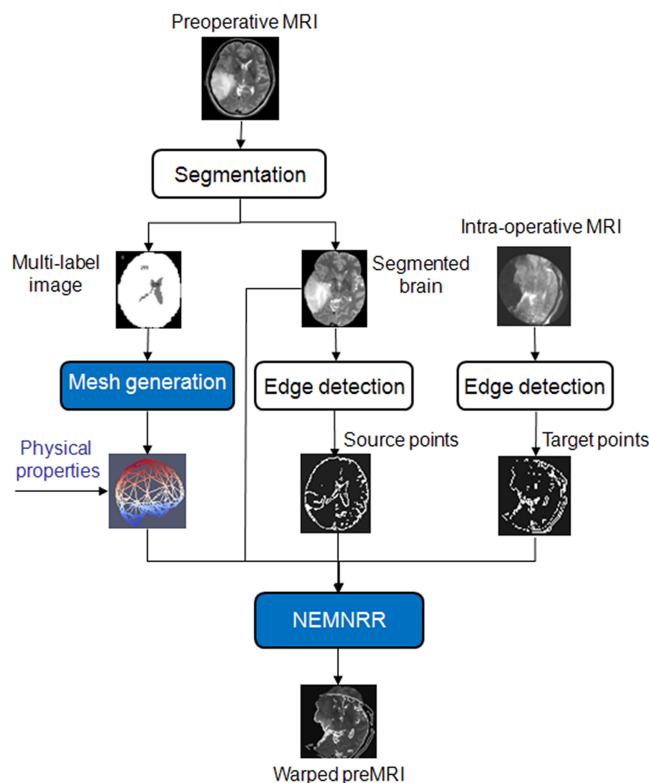 Preoperative MRI
Segmentation
Intra-operative MRI
Multi-label
image
Segmented
brain
Mesh generation
Edge detection
Edge detection
Source points
Target points
Physical
properties
NEMNRR
Warped preMRI